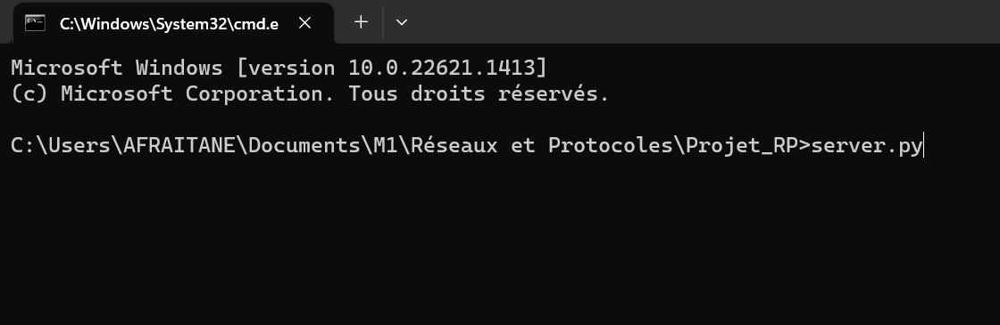 C:\Windows\System32\cmd.e
Microsoft Windows [version 10.0.22621.1413]
(c) Microsoft Corporation. Tous droits réservés.
C:\Users\AFRAITANE\Documents\M1\Réseaux et Protocoles\Projet_RP>server.py